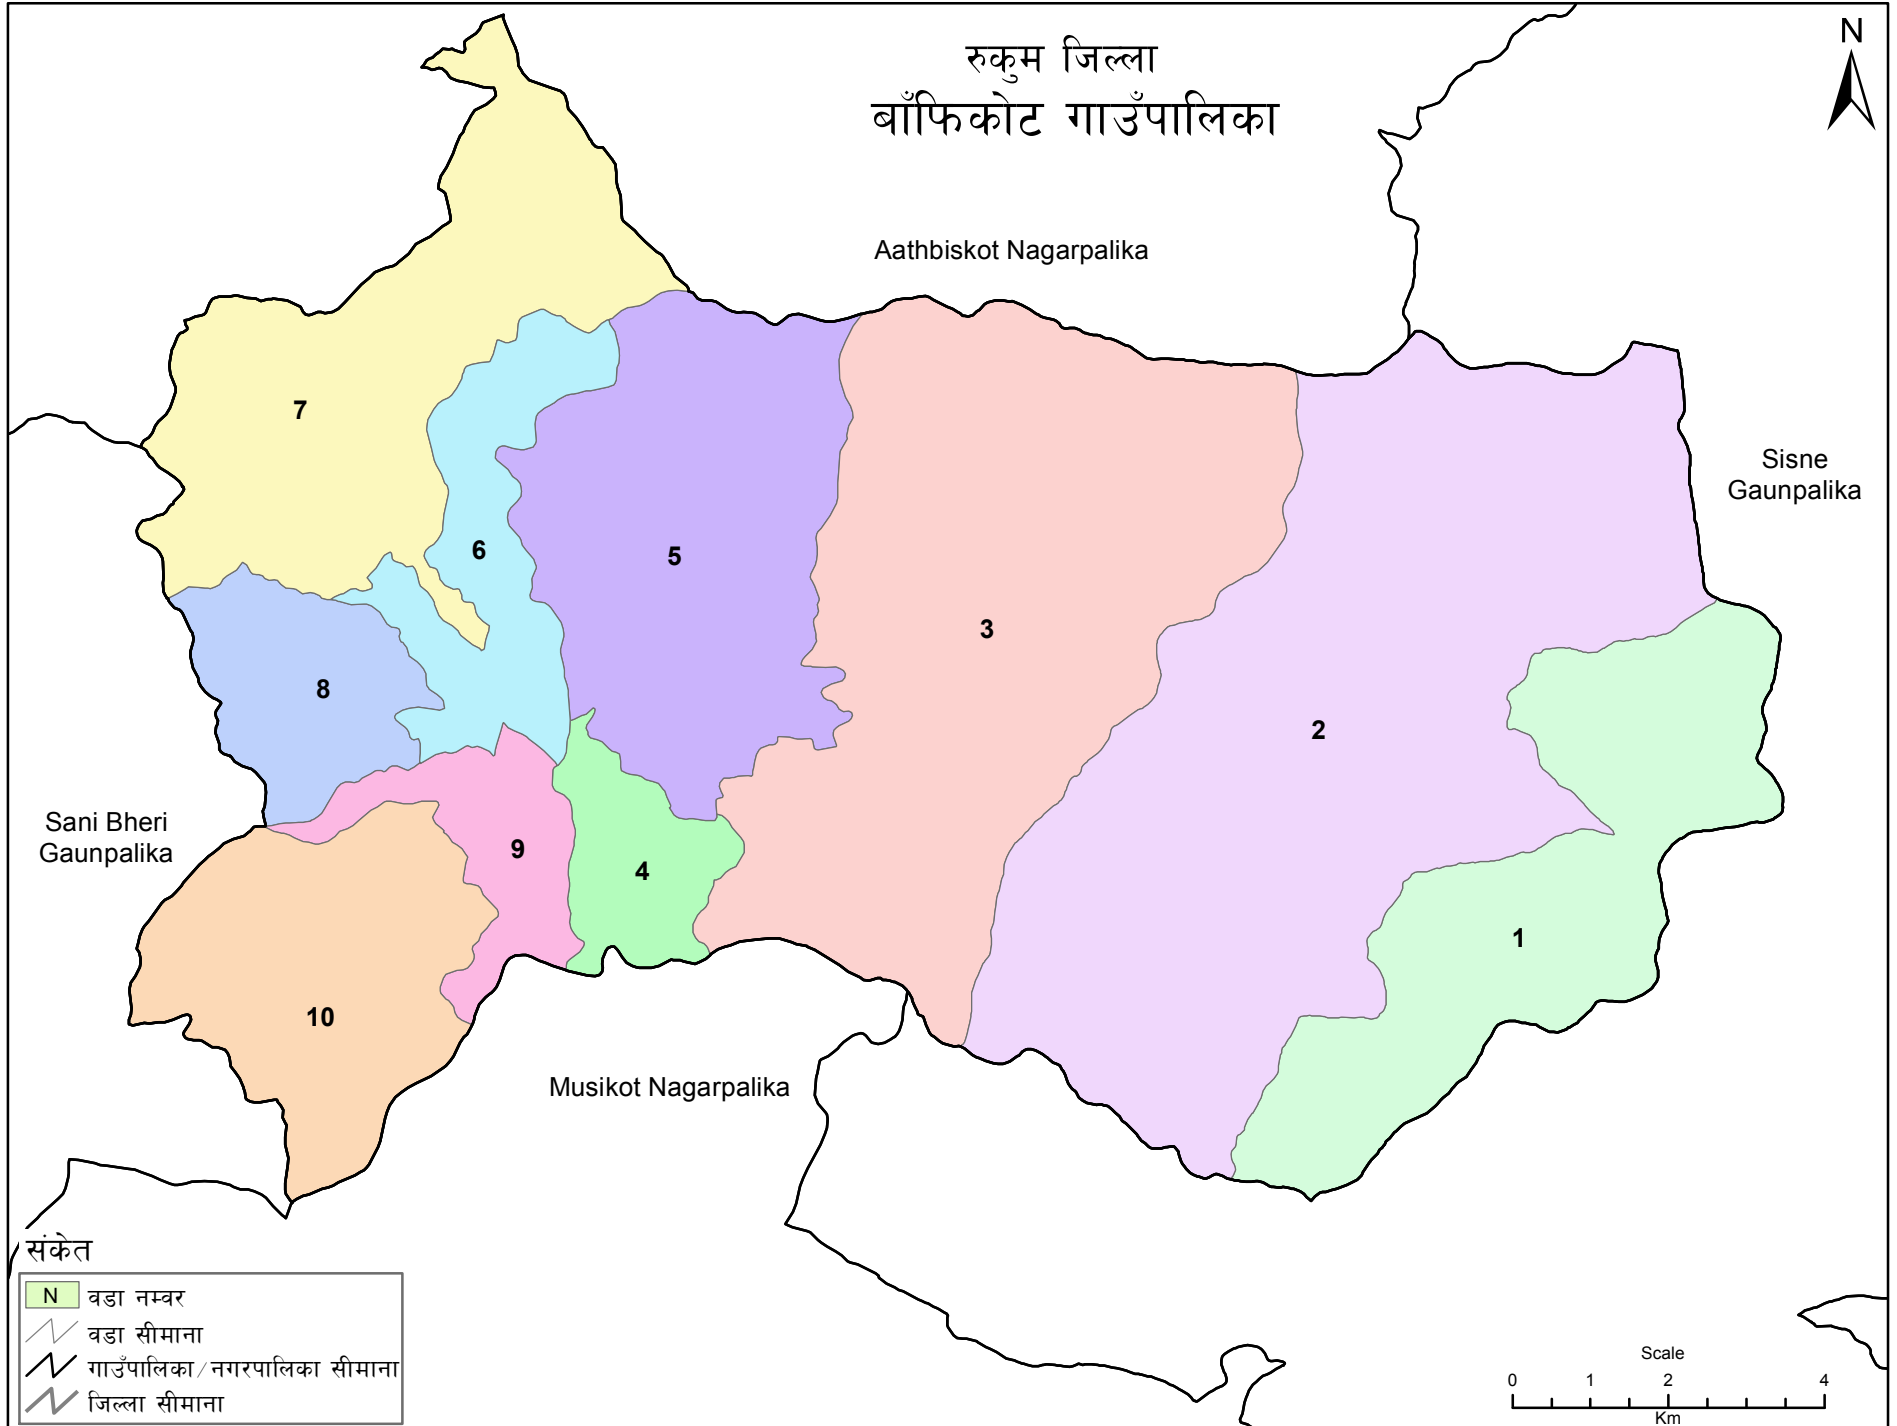 रुकुम जिल्ला
बाँफिकोट गाउँपालिका
N
Aathbiskot Nagarpalika
Sisne
Gaunpalika
7
6
5
3
8
2
Sani Bheri
Gaunpalika
9
4
1
10
Musikot Nagarpalika
संकेत
N वडा नम्वर
वडा सीमाना
गाउँपालिका/नगरपालिका सीमाना
जिल्ला सीमाना
Scale
0 1 2 4
Km